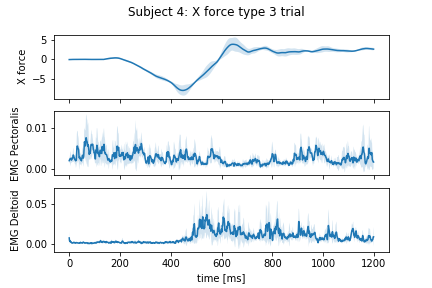 Subject 4: X force type 3 trial
5
0
−5
X force
0.01
0.00
EMG Pectoralis
0.05
0.00
EMG Deltoid
0 200 400 600 800 1000 1200
time [ms]